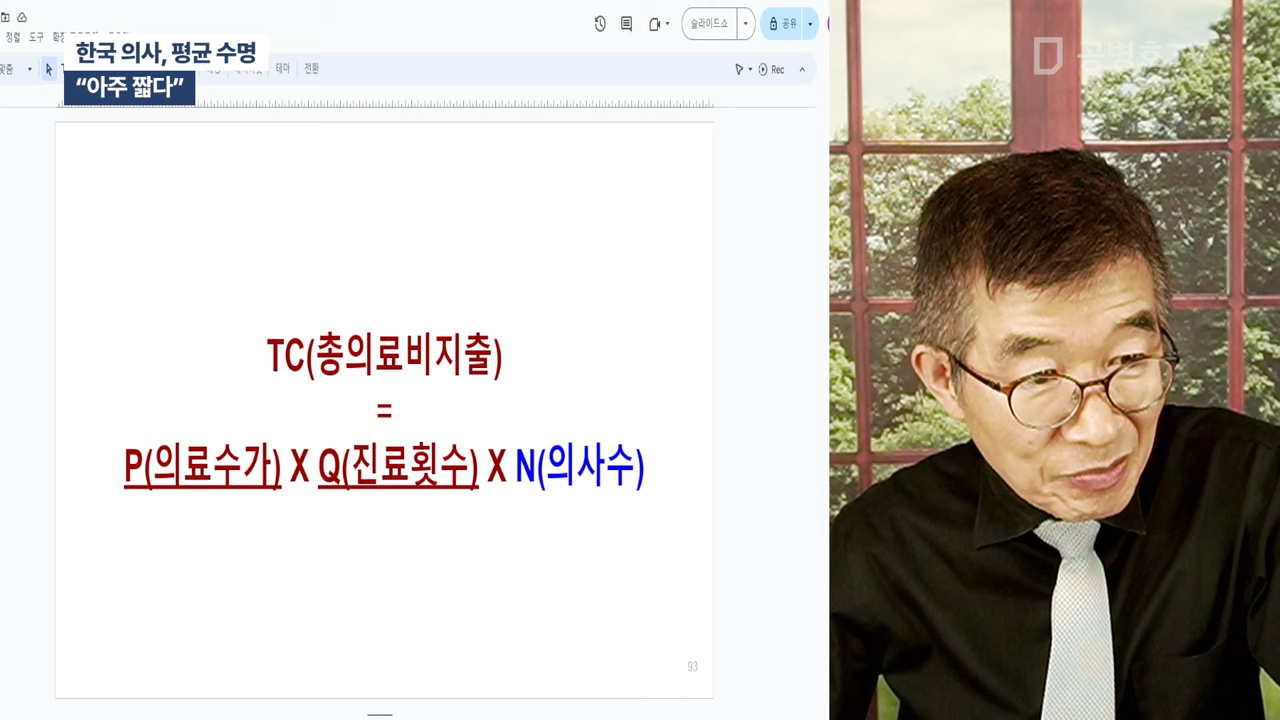 정렬 도구
한국 의사, 평균 수명
“아주 짧다”
슬라이드쇼
공유
맞춤
테마 전환
Rec
TC(총의료비지출)
=
P(의료수가) X Q(진료횟수) X N(의사수)
93